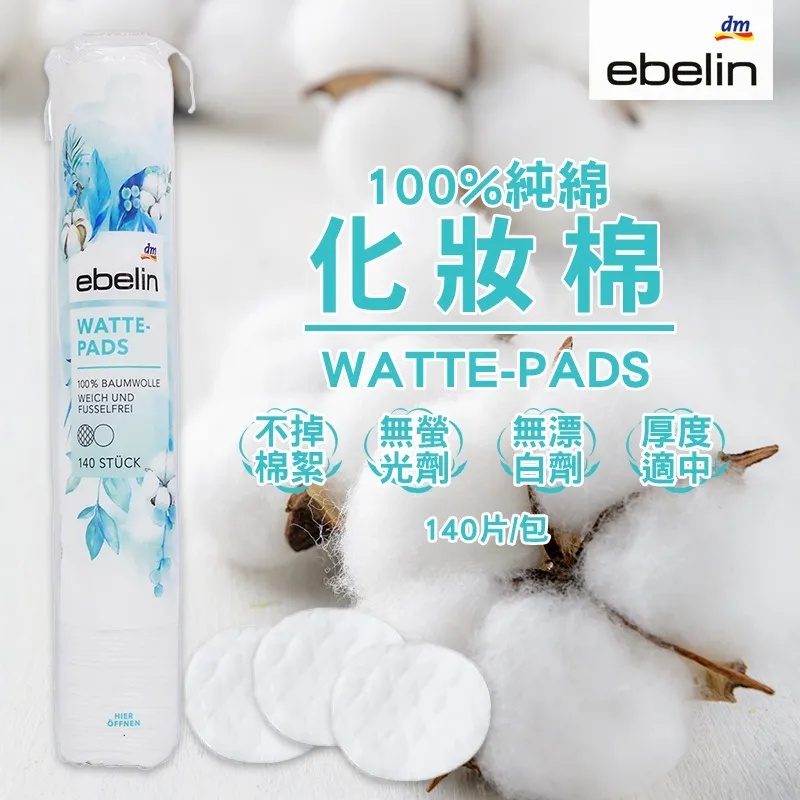 dm
ebelin
100%純綿
化妝棉
WATTE-PADS
不掉
棉絮
無螢
光劑
無漂
白劑
厚度
適中
140片/包
dm
ebelin
WATTE-
PADS
100% BAUMWOLLE
WEICH UND
FUSSELFREI
140 STÜCK
HIER
ÖFFNEN